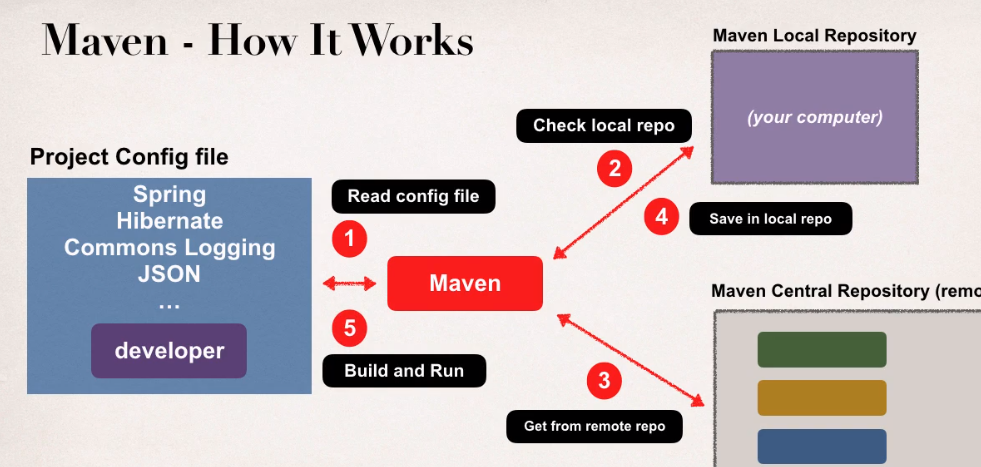 Maven - How It Works
Maven Local Repository
(your computer)
Check local repo
2
4
Save in local repo
Project Config file
Spring
Hibernate
Commons Logging
JSON
...
developer
Read config file
1
Maven
5
Build and Run
3
Get from remote repo
Maven Central Repository (remo